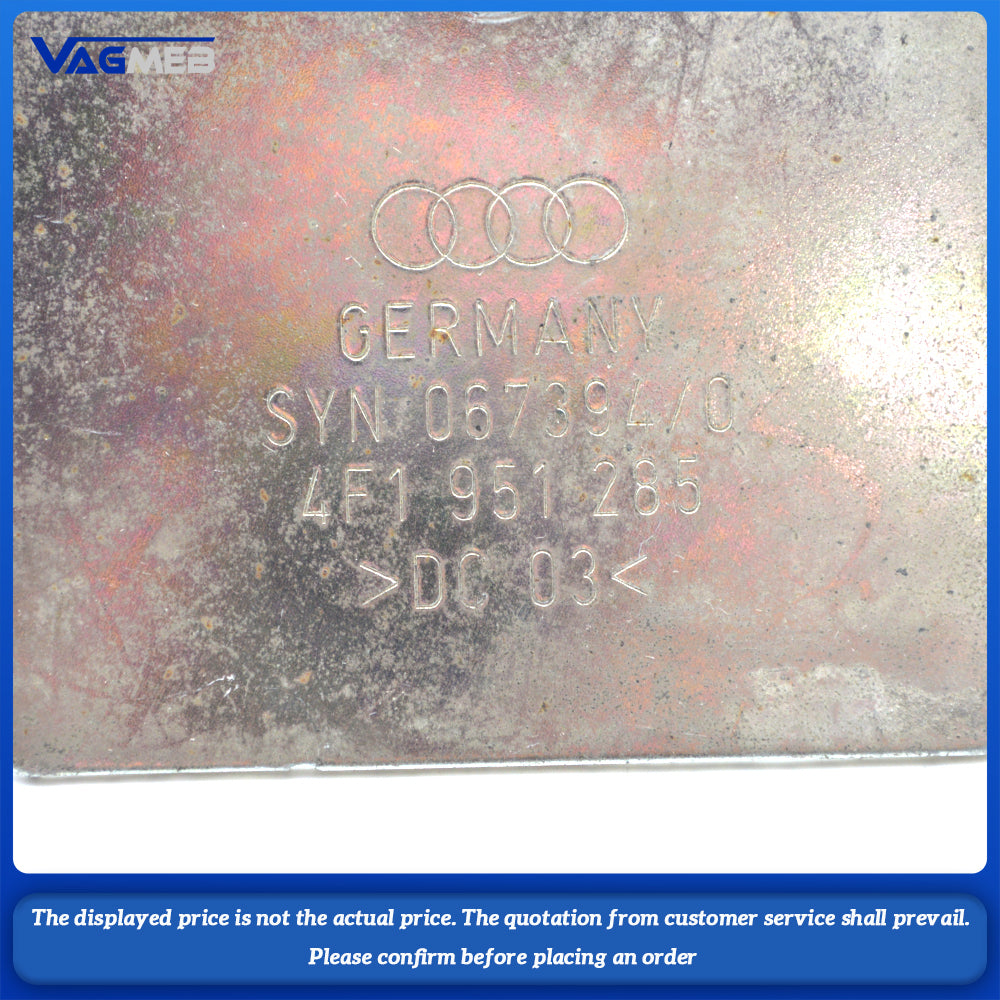 VAGMEB
GERMANY
SYN 067394/0
4F1 951 285
>DC 03<
The displayed price is not the actual price. The quotation from customer service shall prevail.
Please confirm before placing an order